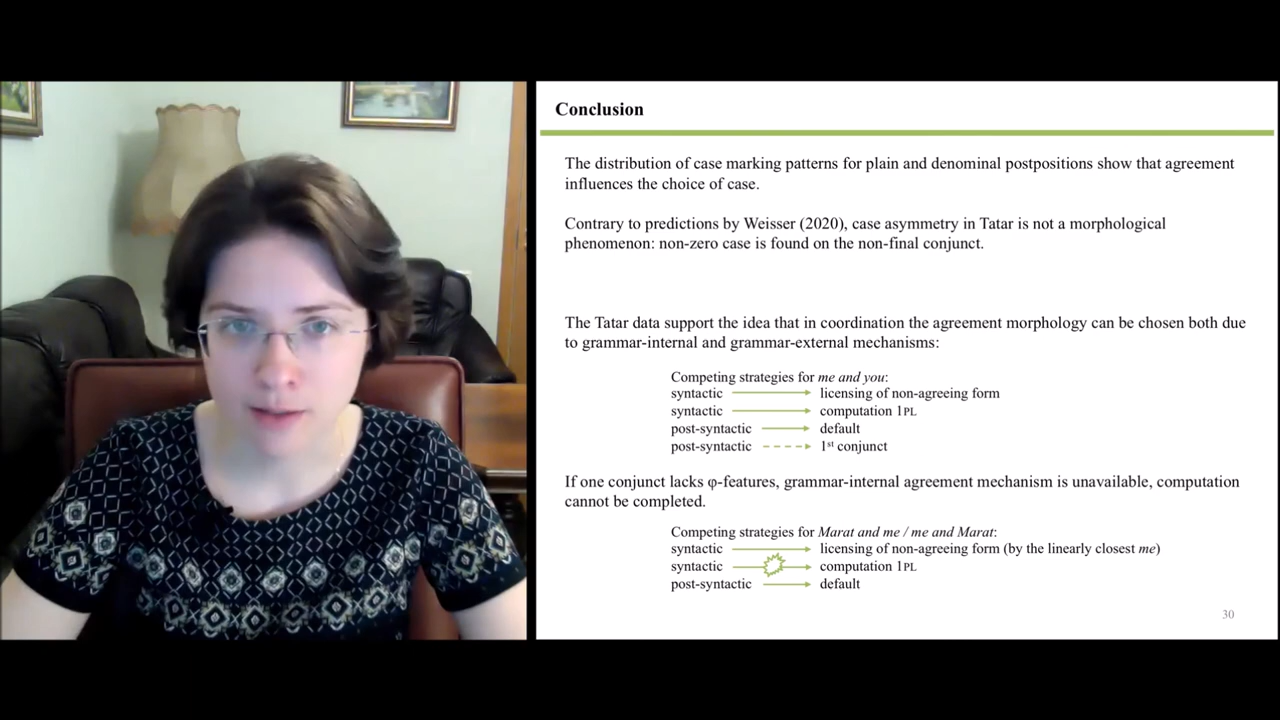 Conclusion
The distribution of case marking patterns for plain and denominal postpositions show that agreement
influences the choice of case.
Contrary to predictions by Weisser (2020), case asymmetry in Tatar is not a morphological
phenomenon: non-zero case is found on the non-final conjunct.
The Tatar data support the idea that in coordination the agreement morphology can be chosen both due
to grammar-internal and grammar-external mechanisms:
Competing strategies for me and you:
syntactic licensing of non-agreeing form
syntactic computation 1PL
post-syntactic default
post-syntactic 1st conjunct
If one conjunct lacks φ-features, grammar-internal agreement mechanism is unavailable, computation
cannot be completed.
Competing strategies for Marat and me / me and Marat:
syntactic licensing of non-agreeing form (by the linearly closest me)
syntactic computation 1PL
post-syntactic default
30